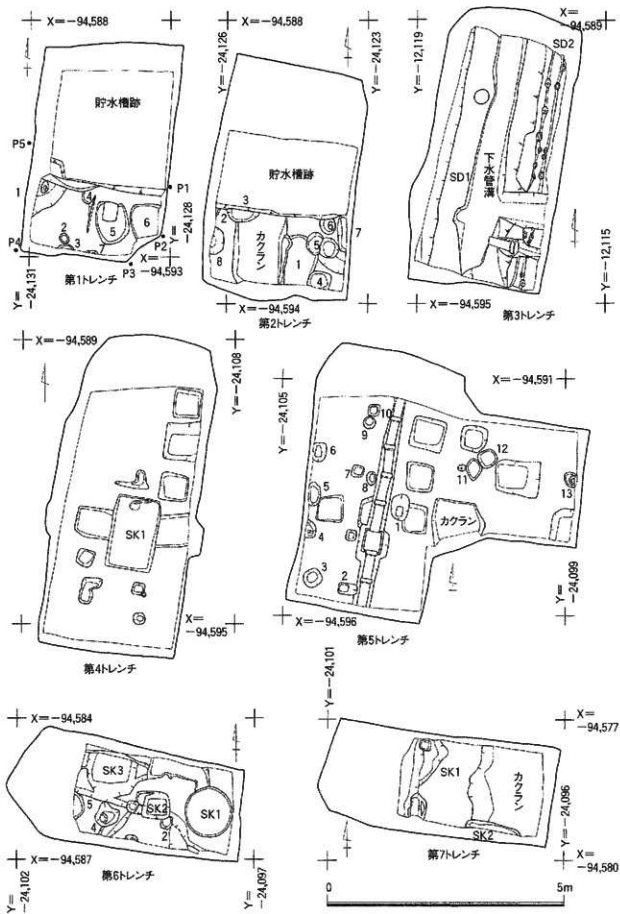 X=-94,588
貯水槽跡
P5
1
4
P1
5
6
2
3
P4
P2
P3
Y=
-24,128
X=
-94,593
Y=
-24,131
第1トレンチ
Y=-24,126
X=-94,588
Y=
-24,123
貯水槽跡
3
2
カクラン
6
7
5
8
1
4
X=-94,594
第2トレンチ
Y=-12,119
X=
-94,589
SD2
SD1
下水管溝
X=-94,595
Y=
-12,115
第3トレンチ
X=-94,589
Y=
-24,108
SK1
X=
-94,595
第4トレンチ
Y=
-24,105
X=-94,591
10
9
6
7
8
12
11
13
5
4
カクラン
3
2
X=-94,596
Y=
-24,099
第5トレンチ
X=-94,584
SK3
5
4
SK2
2
SK1
X=-94,587
Y=
-24,102
Y=
-24,097
第6トレンチ
Y=
-24,101
X=
-94,577
SK1
カクラン
SK2
Y=
-24,096
X=
-94,580
第7トレンチ
0
5m